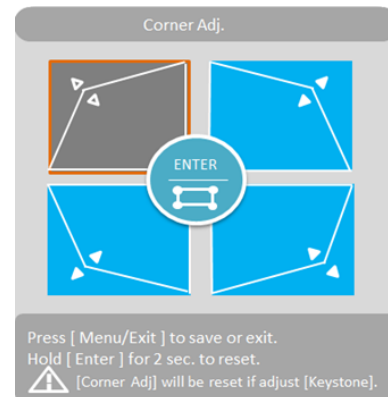 Corner Adj.
ENTER
Press [ Menu/Exit ] to save or exit.
Hold [ Enter ] for 2 sec. to reset.
[Corner Adj] will be reset if adjust [Keystone].